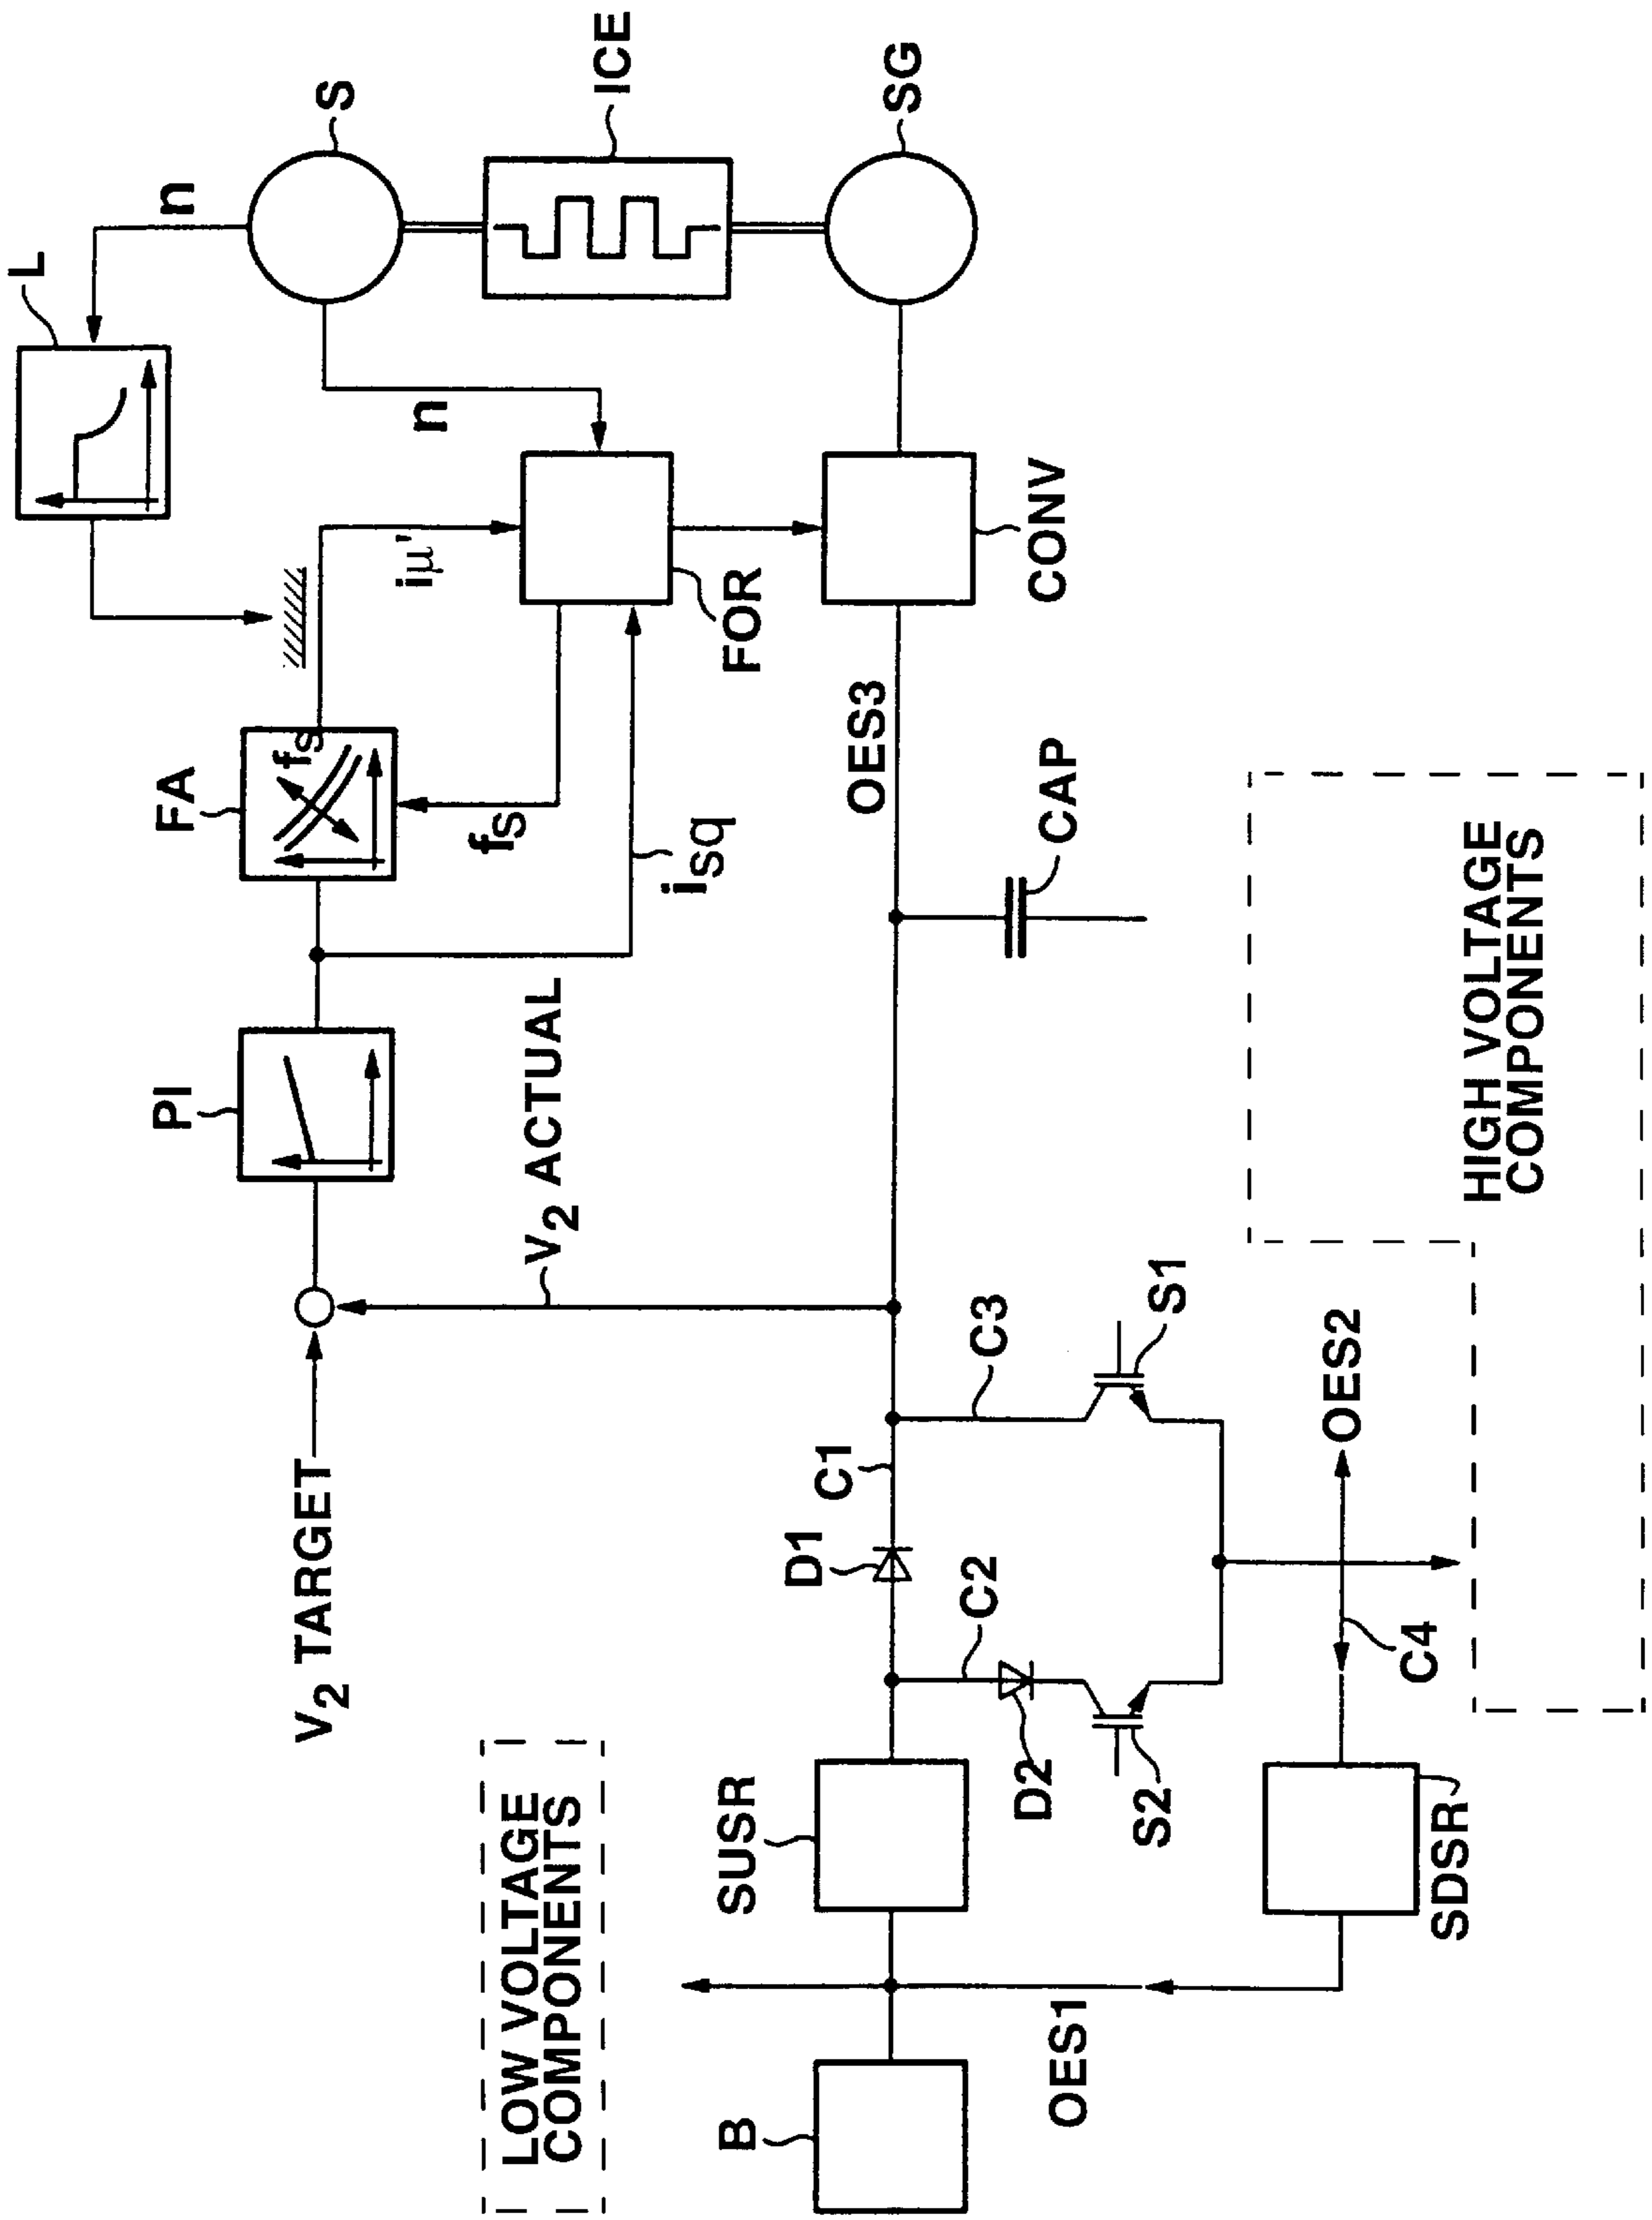 L
n
S
ICE
SG
n
iμ'
FOR
CONV
FA
fs
fs
isq
OES3
CAP
PI
V2 ACTUAL
V2 TARGET
HIGH VOLTAGE
COMPONENTS
C3
S1
C1
D1
C2
D2
S2
OES2
C4
LOW VOLTAGE
COMPONENTS
SUSR
SDSR
B
OES1